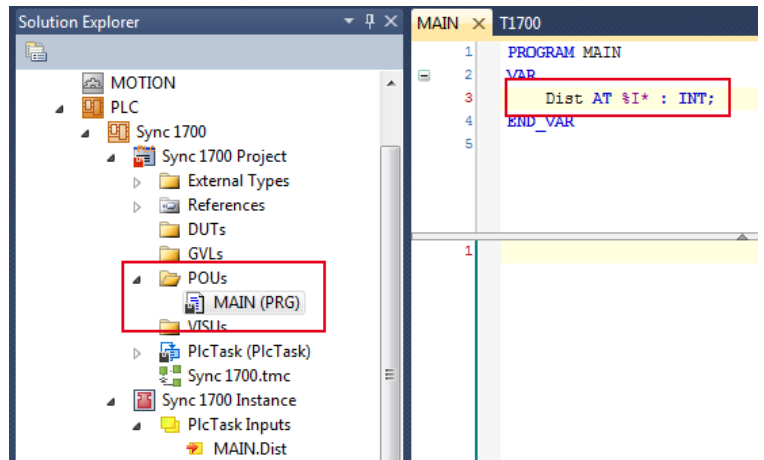 Solution Explorer
MOTION
PLC
Sync 1700
Sync 1700 Project
External Types
References
DUTs
GVLs
POUs
MAIN (PRG)
VISUs
PlcTask (PlcTask)
Sync 1700.tmc
Sync 1700 Instance
PlcTask Inputs
MAIN.Dist
MAIN T1700
1 PROGRAM MAIN
2 VAR
3 Dist AT %I* : INT;
4 END_VAR
5
1